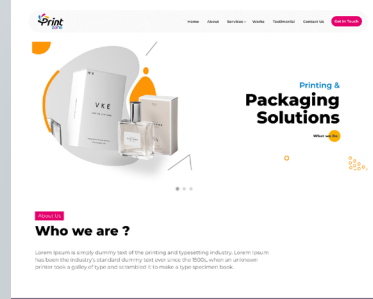 Print
Home About Services Works Testimonial Contact Us Get In Touch
VKE
Printing &
Packaging
Solutions
What we do
About Us
Who we are ?
Lorem Ipsum is simply dummy text of the printing and typesetting industry. Lorem Ipsum
has been the industry's standard dummy text ever since the 1500s, when an unknown
printer took a galley of type and scrambled it to make a type specimen book.